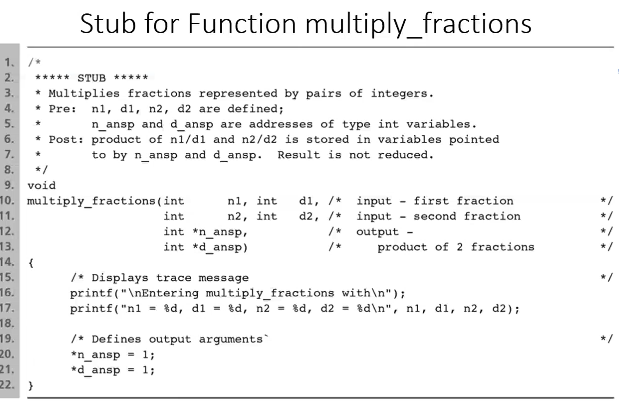 Stub for Function multiply_fractions
1. /*
2. ***** STUB *****
3. * Multiplies fractions represented by pairs of integers.
4. * Pre: n1, d1, n2, d2 are defined;
5. * n_ansp and d_ansp are addresses of type int variables.
6. * Post: product of n1/d1 and n2/d2 is stored in variables pointed
7. * to by n_ansp and d_ansp. Result is not reduced.
8. */
9. void
10. multiply_fractions(int n1, int d1, /* input - first fraction */
11. int n2, int d2, /* input - second fraction */
12. int *n_ansp, /* output - */
13. int *d_ansp) /* product of 2 fractions */
14. {
15. /* Displays trace message */
16. printf("\nEntering multiply_fractions with\n");
17. printf("n1 = %d, d1 = %d, n2 = %d, d2 = %d\n", n1, d1, n2, d2);
18.
19. /* Defines output arguments` */
20. *n_ansp = 1;
21. *d_ansp = 1;
22. }